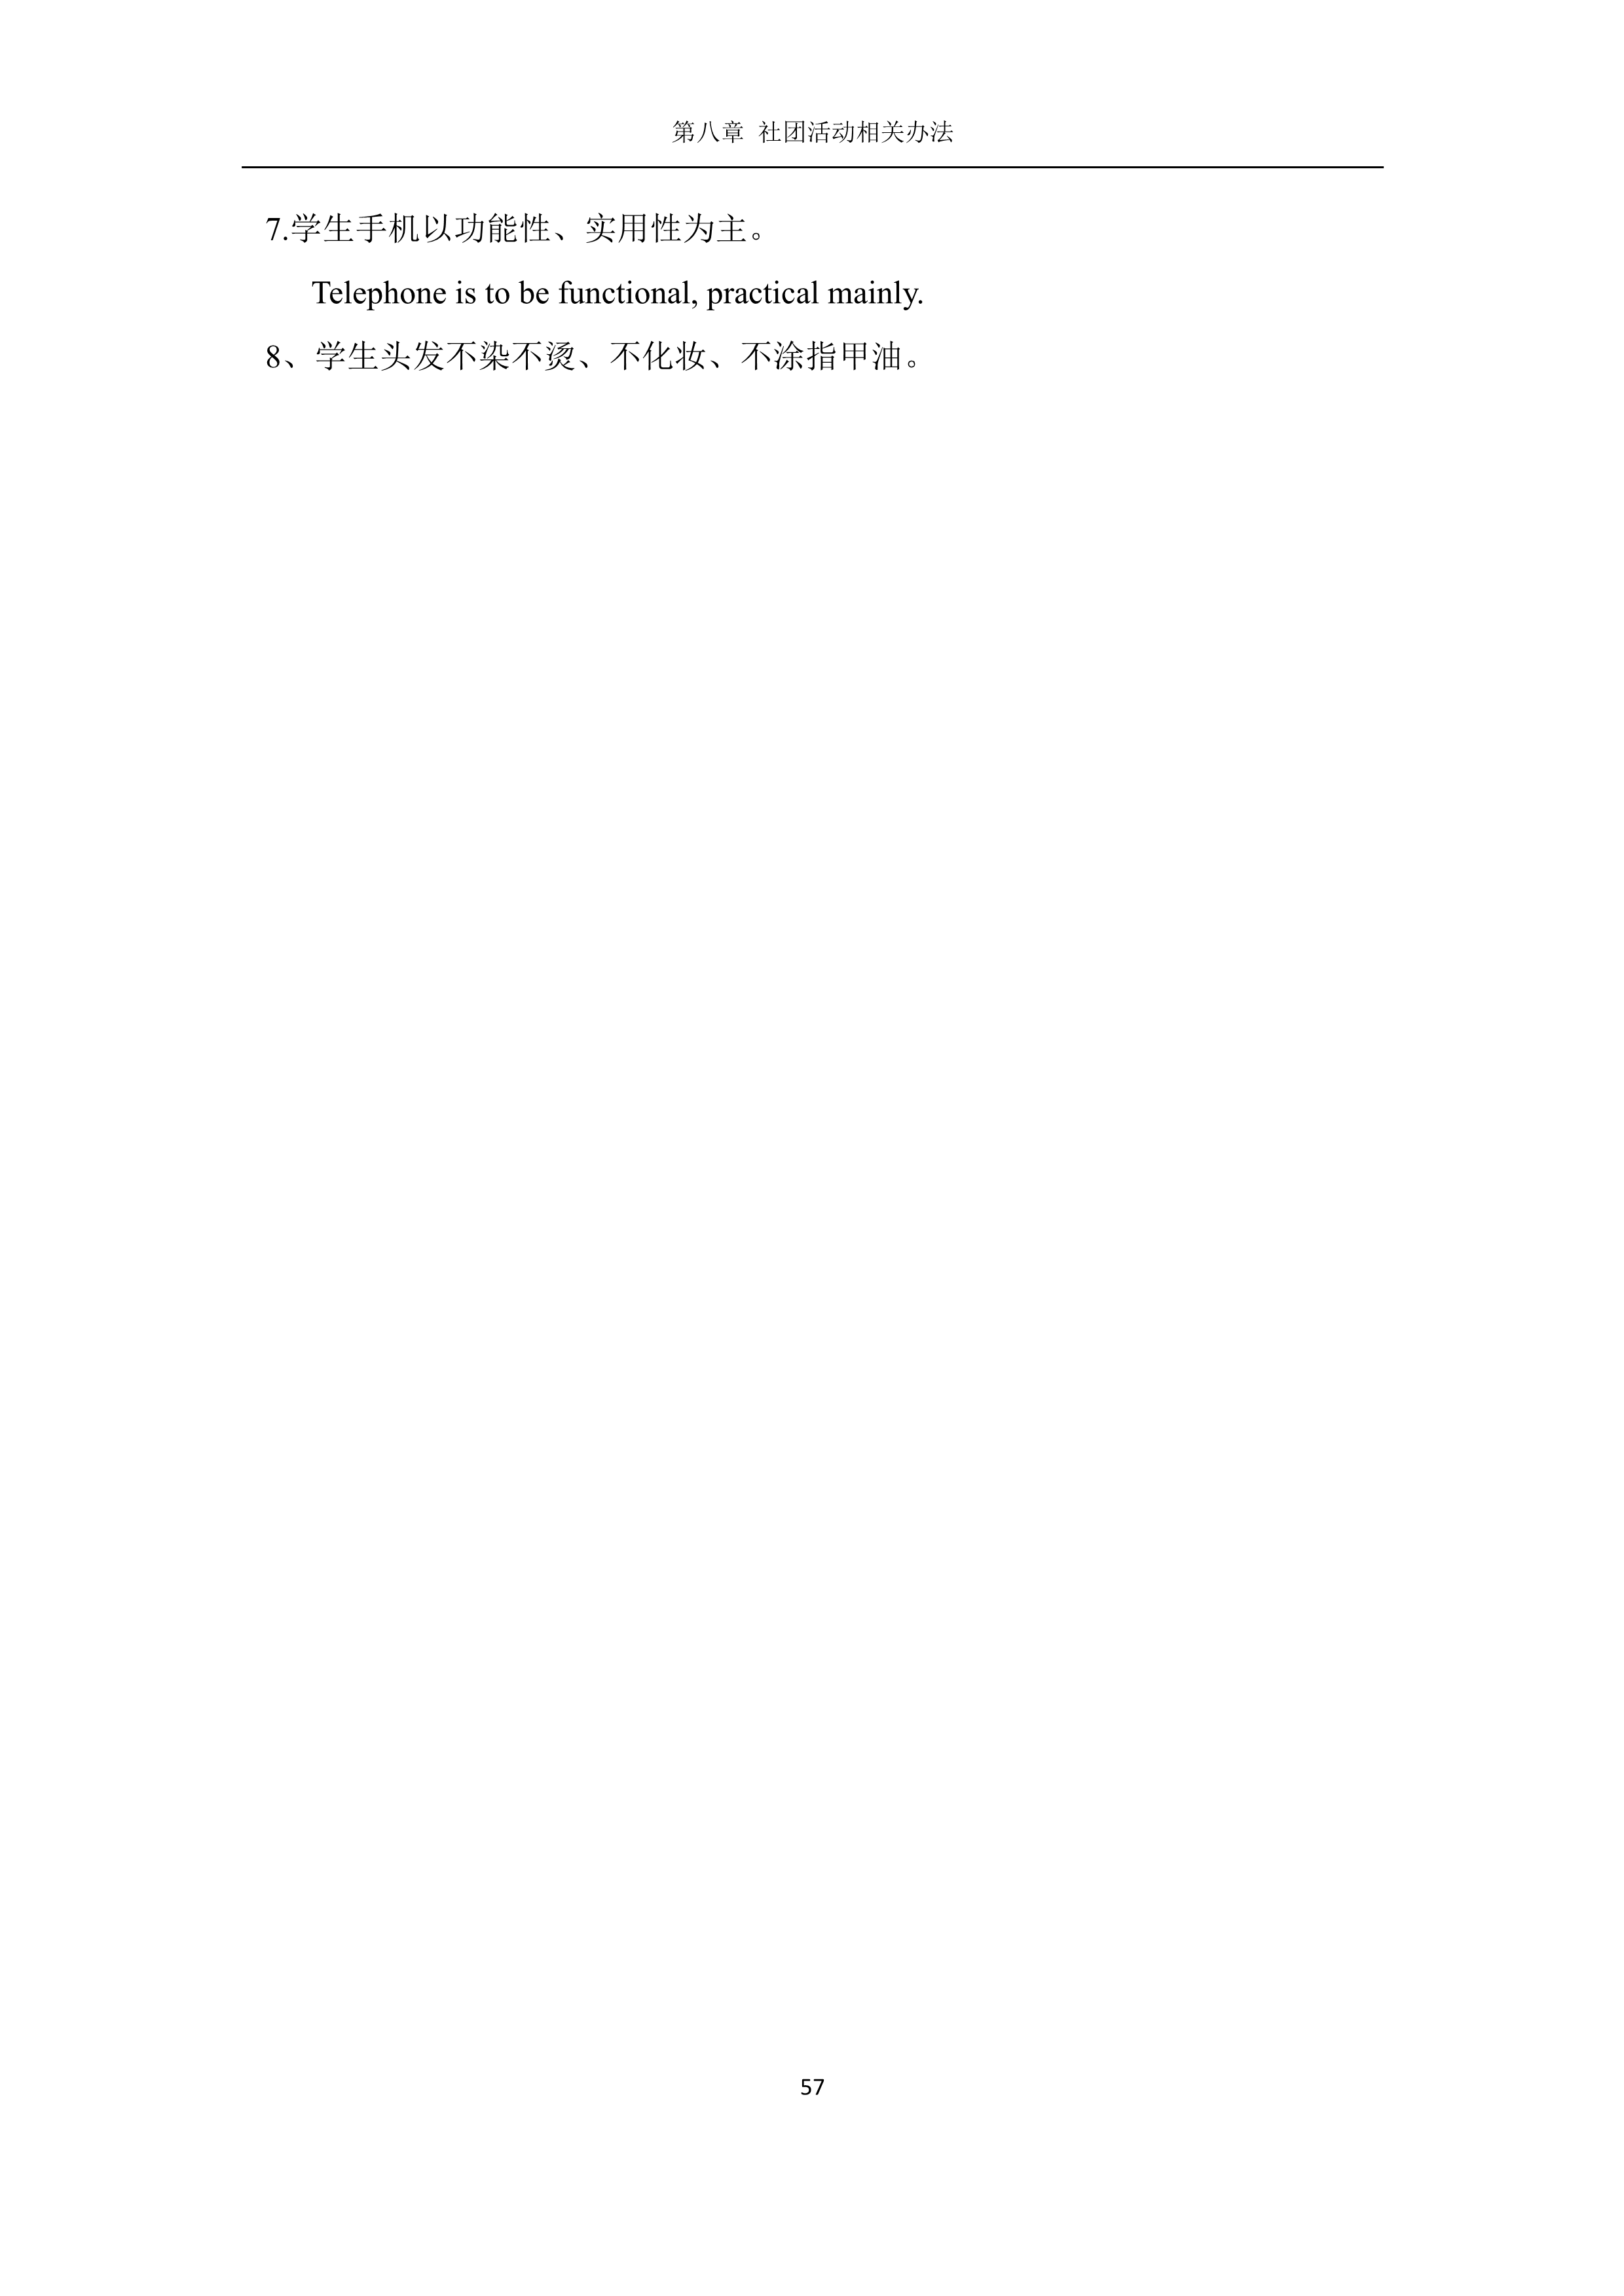 第八章 社团活动相关办法
7.学生手机以功能性、实用性为主。
Telephone is to be functional, practical mainly.
8、学生头发不染不烫、不化妆、不涂指甲油。
57